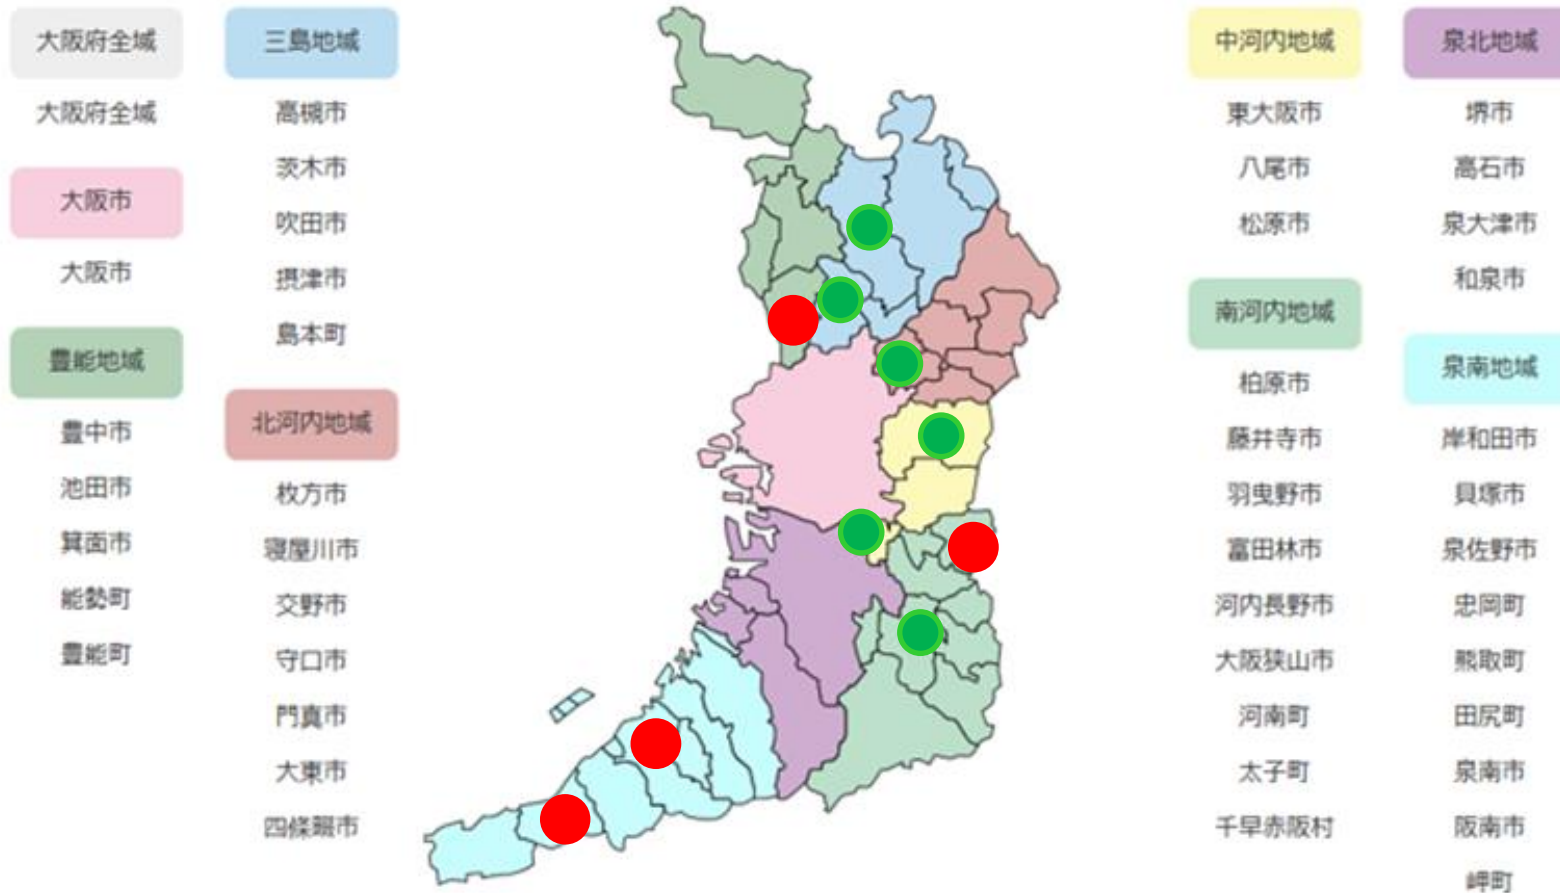 大阪府全域
大阪府全域
大阪市
大阪市
豊能地域
豊中市
池田市
箕面市
能勢町
豊能町
三島地域
高槻市
茨木市
吹田市
摂津市
島本町
北河内地域
枚方市
寝屋川市
交野市
守口市
門真市
大東市
四條畷市
中河内地域
東大阪市
八尾市
松原市
南河内地域
柏原市
藤井寺市
羽曳野市
富田林市
河内長野市
大阪狭山市
河南町
太子町
千早赤阪村
泉北地域
堺市
高石市
泉大津市
和泉市
泉南地域
岸和田市
貝塚市
泉佐野市
忠岡町
熊取町
田尻町
泉南市
阪南市
岬町